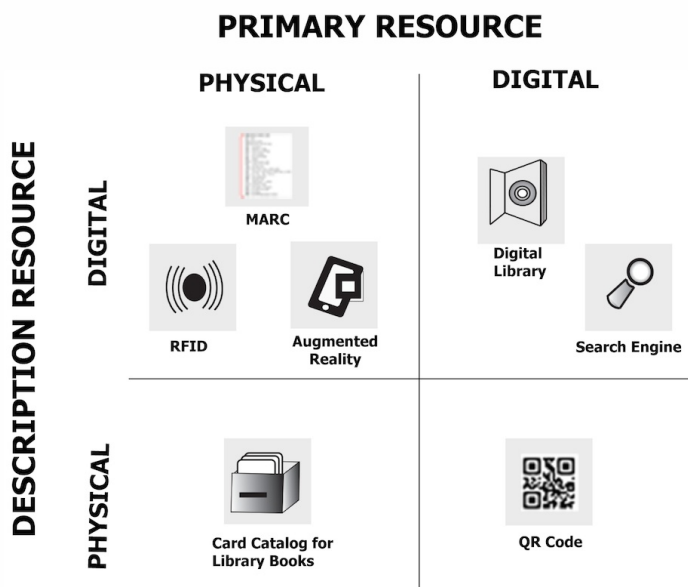 PRIMARY RESOURCE
PHYSICAL
DIGITAL
DESCRIPTION RESOURCE
DIGITAL
PHYSICAL
MARC
RFID
Augmented
Reality
Digital
Library
Search Engine
Card Catalog for
Library Books
QR Code